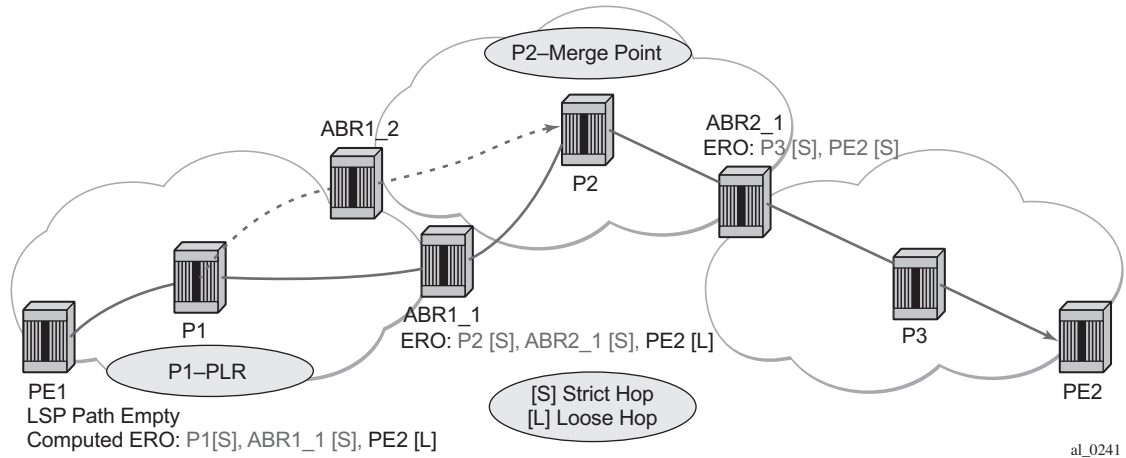 P2–Merge Point
ABR1_2
P2
ABR2_1
ERO: P3 [S], PE2 [S]
P1
ABR1_1
ERO: P2 [S], ABR2_1 [S], PE2 [L]
P3
P1–PLR
PE1
LSP Path Empty
Computed ERO: P1[S], ABR1_1 [S], PE2 [L]
[S] Strict Hop
[L] Loose Hop
PE2
al_0241